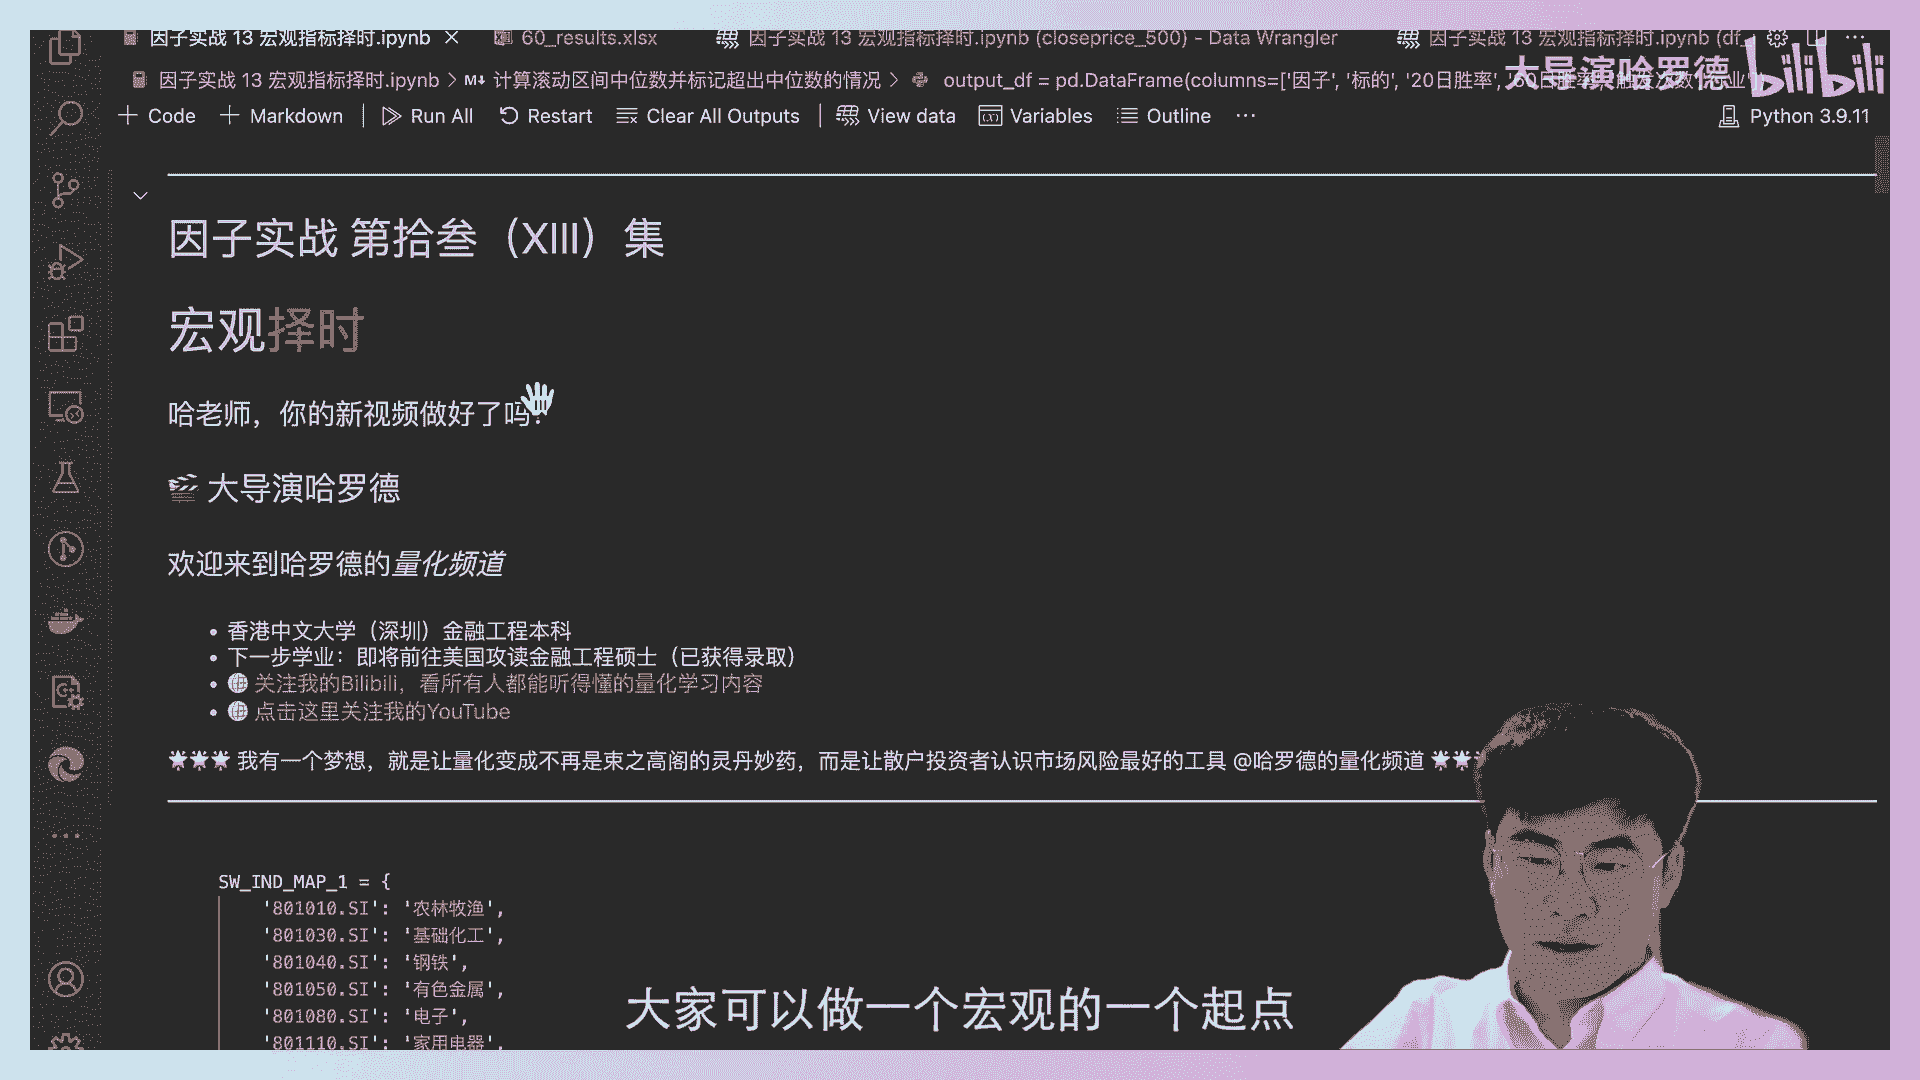 因子实战 13 宏观指标择时.ipynb
60_results.xlsx
因子实战 13 宏观指标择时.ipynb (closeprice_500) - Data Wrangler
因子实战 13 宏观指标择时.ipynb (df
大导演哈罗德 bilibili
因子实战 13 宏观指标择时.ipynb > M↓ 计算滚动区间中位数并标记超出中位数的情况 > output_df = pd.DataFrame(columns=['因子', '标的', '20日胜率',
+ Code + Markdown Run All Restart Clear All Outputs View data Variables Outline ···
Python 3.9.11
因子实战 第拾叁（XIII）集
宏观择时
哈老师，你的新视频做好了吗
🎬 大导演哈罗德
欢迎来到哈罗德的量化频道
• 香港中文大学（深圳）金融工程本科
• 下一步学业：即将前往美国攻读金融工程硕士（已获得录取）
• 🌐 关注我的Bilibili，看所有人都能听得懂的量化学习内容
• 🌐 点击这里关注我的YouTube
🌟🌟🌟 我有一个梦想，就是让量化变成不再是束之高阁的灵丹妙药，而是让散户投资者认识市场风险最好的工具 @哈罗德的量化频道 🌟🌟
SW_IND_MAP_1 = {
'801010.SI': '农林牧渔',
'801030.SI': '基础化工',
'801040.SI': '钢铁',
'801050.SI': '有色金属',
'801080.SI': '电子',
'801110.SI': '家用电器',
大家可以做一个宏观的一个起点